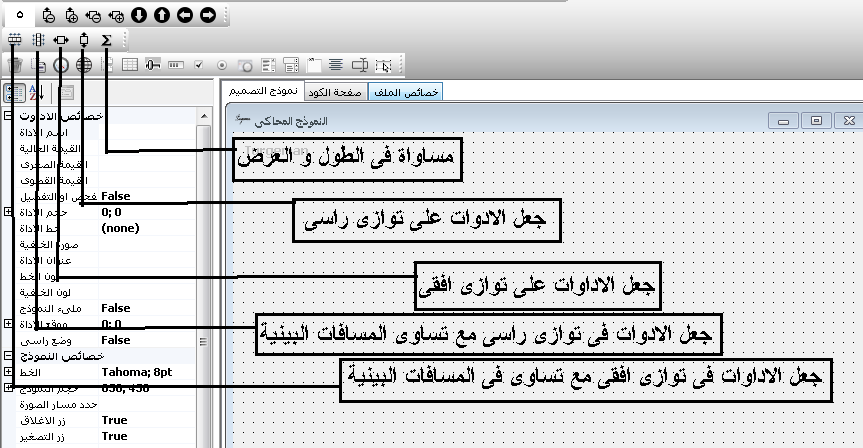 ٥
Σ
نموذج التصميم
صفحة الكود
خصائص الملف
النموذج المحاكى
خصائص الادوات
اسم الاداة
القيمة الحالية
القيمة الصغرى
القيمة القصوى
False
حجم الاداة 0; 0
خط الاداة (none)
صورة الخلفية
عنوان الاداة
لون الخط
لون الخلفية
ملىء النموذج False
موقع الاداة 0; 0
وضع راسى False
خصائص النموذج
الخط Tahoma; 8pt
حجم النموذج 850; 450
حدد مسار الصورة
زر الاغلاق True
زر التصغير True
مساواة فى الطول و العرض
جعل الادوات على توازى راسى
جعل الاداوات على توازى افقى
جعل الادوات فى توازى راسى مع تساوى المسافات البينية
جعل الاداوات فى توازى افقى مع تساوى فى المسافات البينية